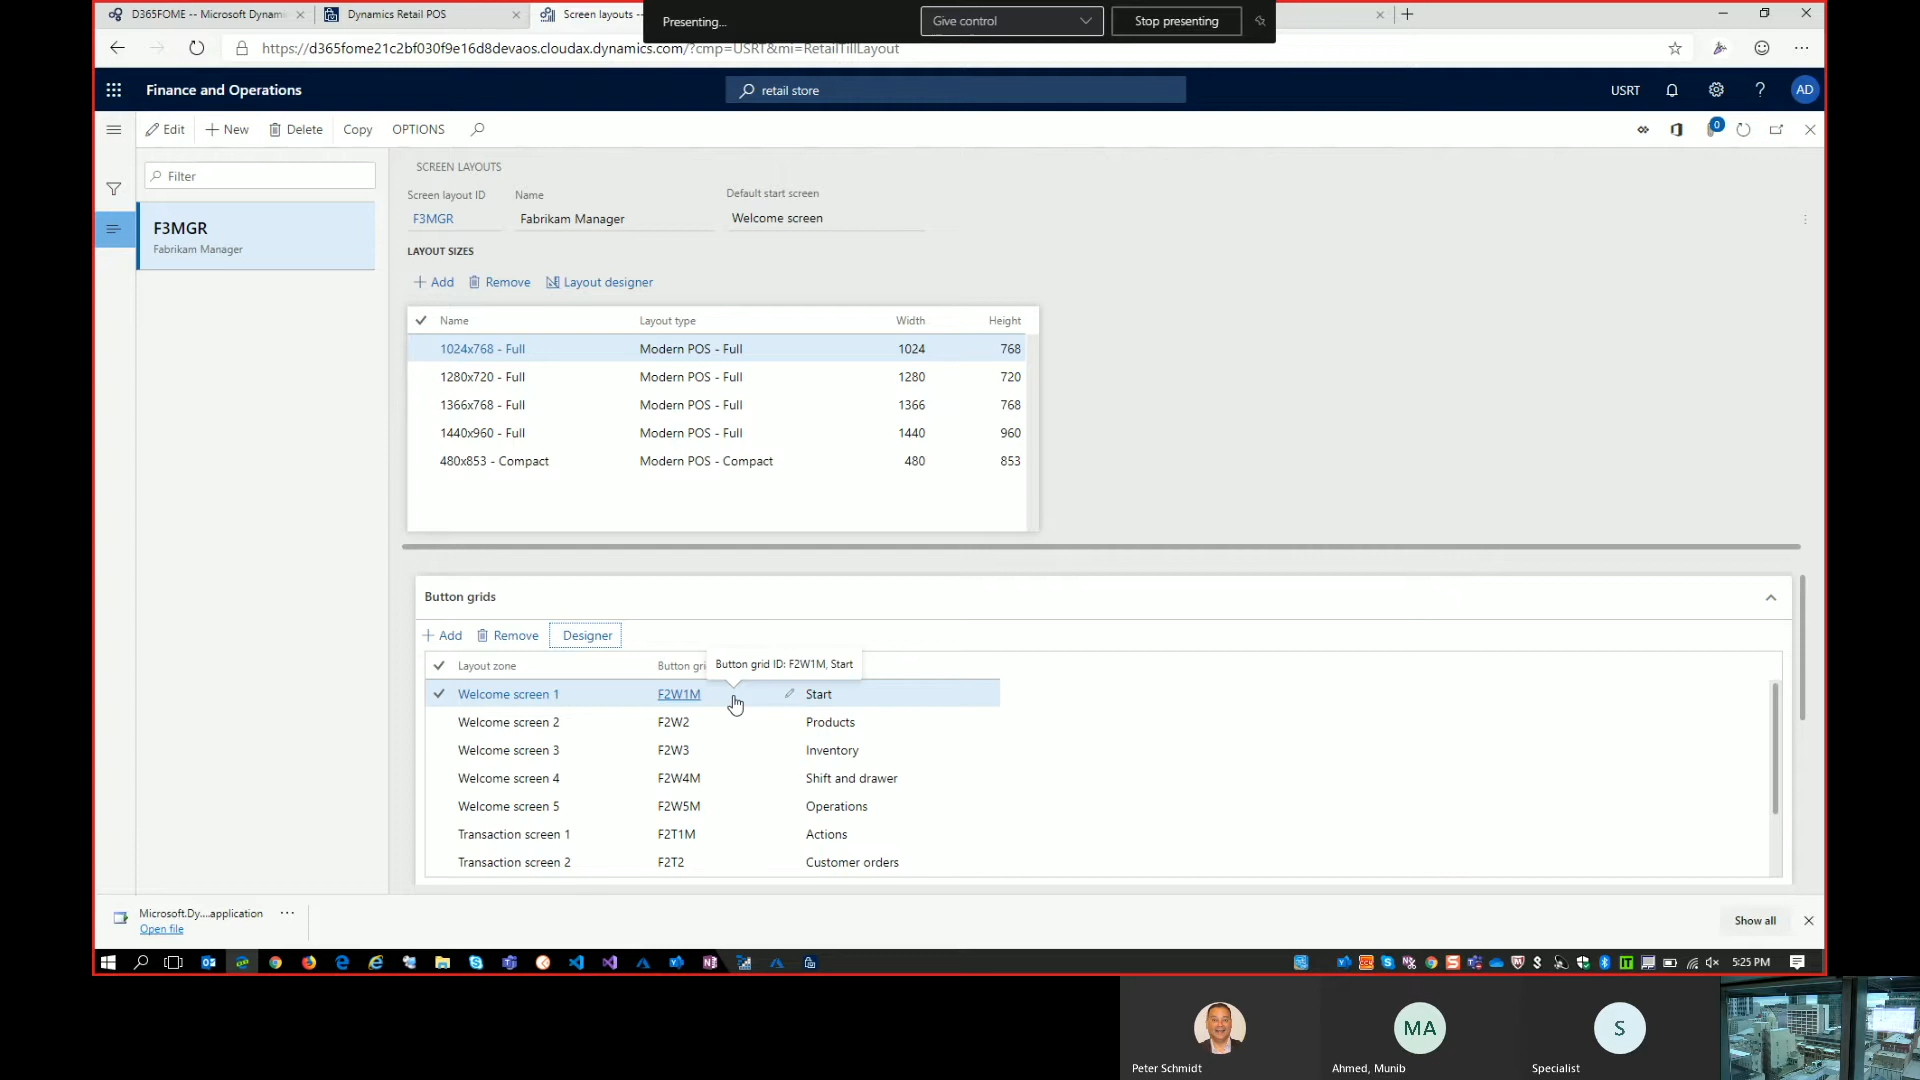 D365FOME -- Microsoft Dynami
Dynamics Retail POS
Screen layouts --
Presenting...
Give control
Stop presenting
https://d365fome21c2bf030f9e16d8devaos.cloudax.dynamics.com/?cmp=USRT&mi=RetailTillLayout
Finance and Operations
retail store
USRT
?
AD
Edit
New
Delete
Copy
OPTIONS
0
Filter
F3MGR
Fabrikam Manager
SCREEN LAYOUTS
Screen layout ID
Name
Default start screen
F3MGR
Fabrikam Manager
Welcome screen
LAYOUT SIZES
Add
Remove
Layout designer
Name Layout type Width Height
1024x768 - Full Modern POS - Full 1024 768
1280x720 - Full Modern POS - Full 1280 720
1366x768 - Full Modern POS - Full 1366 768
1440x960 - Full Modern POS - Full 1440 960
480x853 - Compact Modern POS - Compact 480 853
Button grids
Add
Remove
Designer
Layout zone Button gri
Button grid ID: F2W1M, Start
Welcome screen 1 F2W1M Start
Welcome screen 2 F2W2 Products
Welcome screen 3 F2W3 Inventory
Welcome screen 4 F2W4M Shift and drawer
Welcome screen 5 F2W5M Operations
Transaction screen 1 F2T1M Actions
Transaction screen 2 F2T2 Customer orders
Microsoft.Dy....application
Open file
Show all
5:25 PM
MA
S
Peter Schmidt
Ahmed, Munib
Specialist